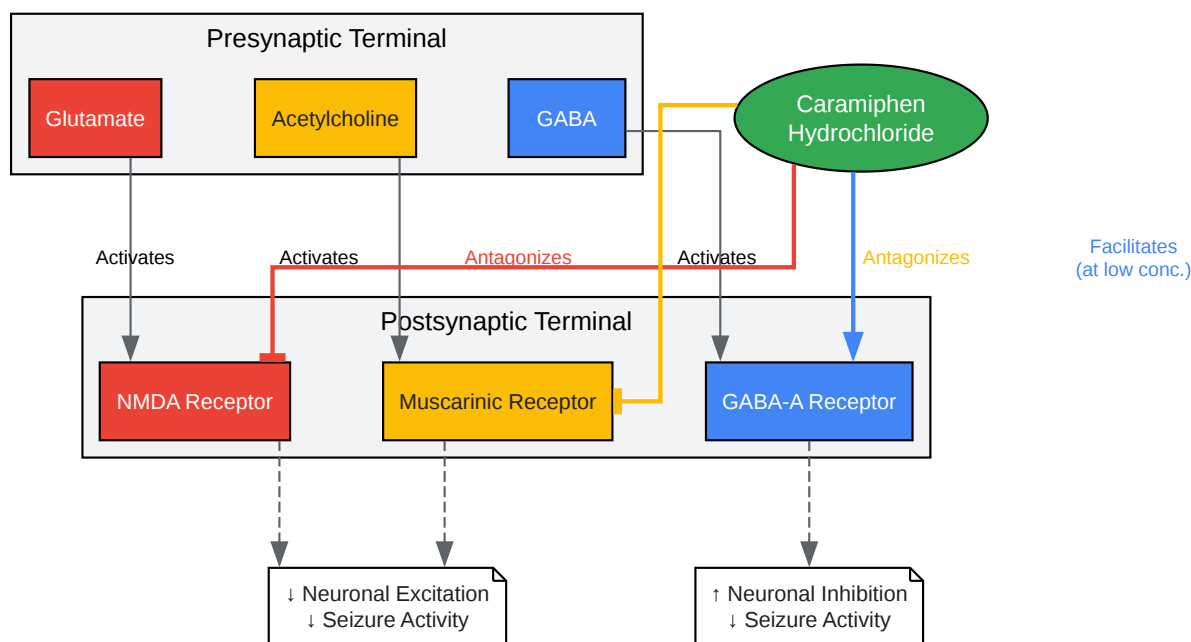 Presynaptic Terminal
Glutamate
Acetylcholine
GABA
Caramiphen
Hydrochloride
Activates
Activates
Antagonizes
Activates
Antagonizes
Facilitates
(at low conc.)
Postsynaptic Terminal
NMDA Receptor
Muscarinic Receptor
GABA-A Receptor
↓ Neuronal Excitation
↓ Seizure Activity
↑ Neuronal Inhibition
↓ Seizure Activity